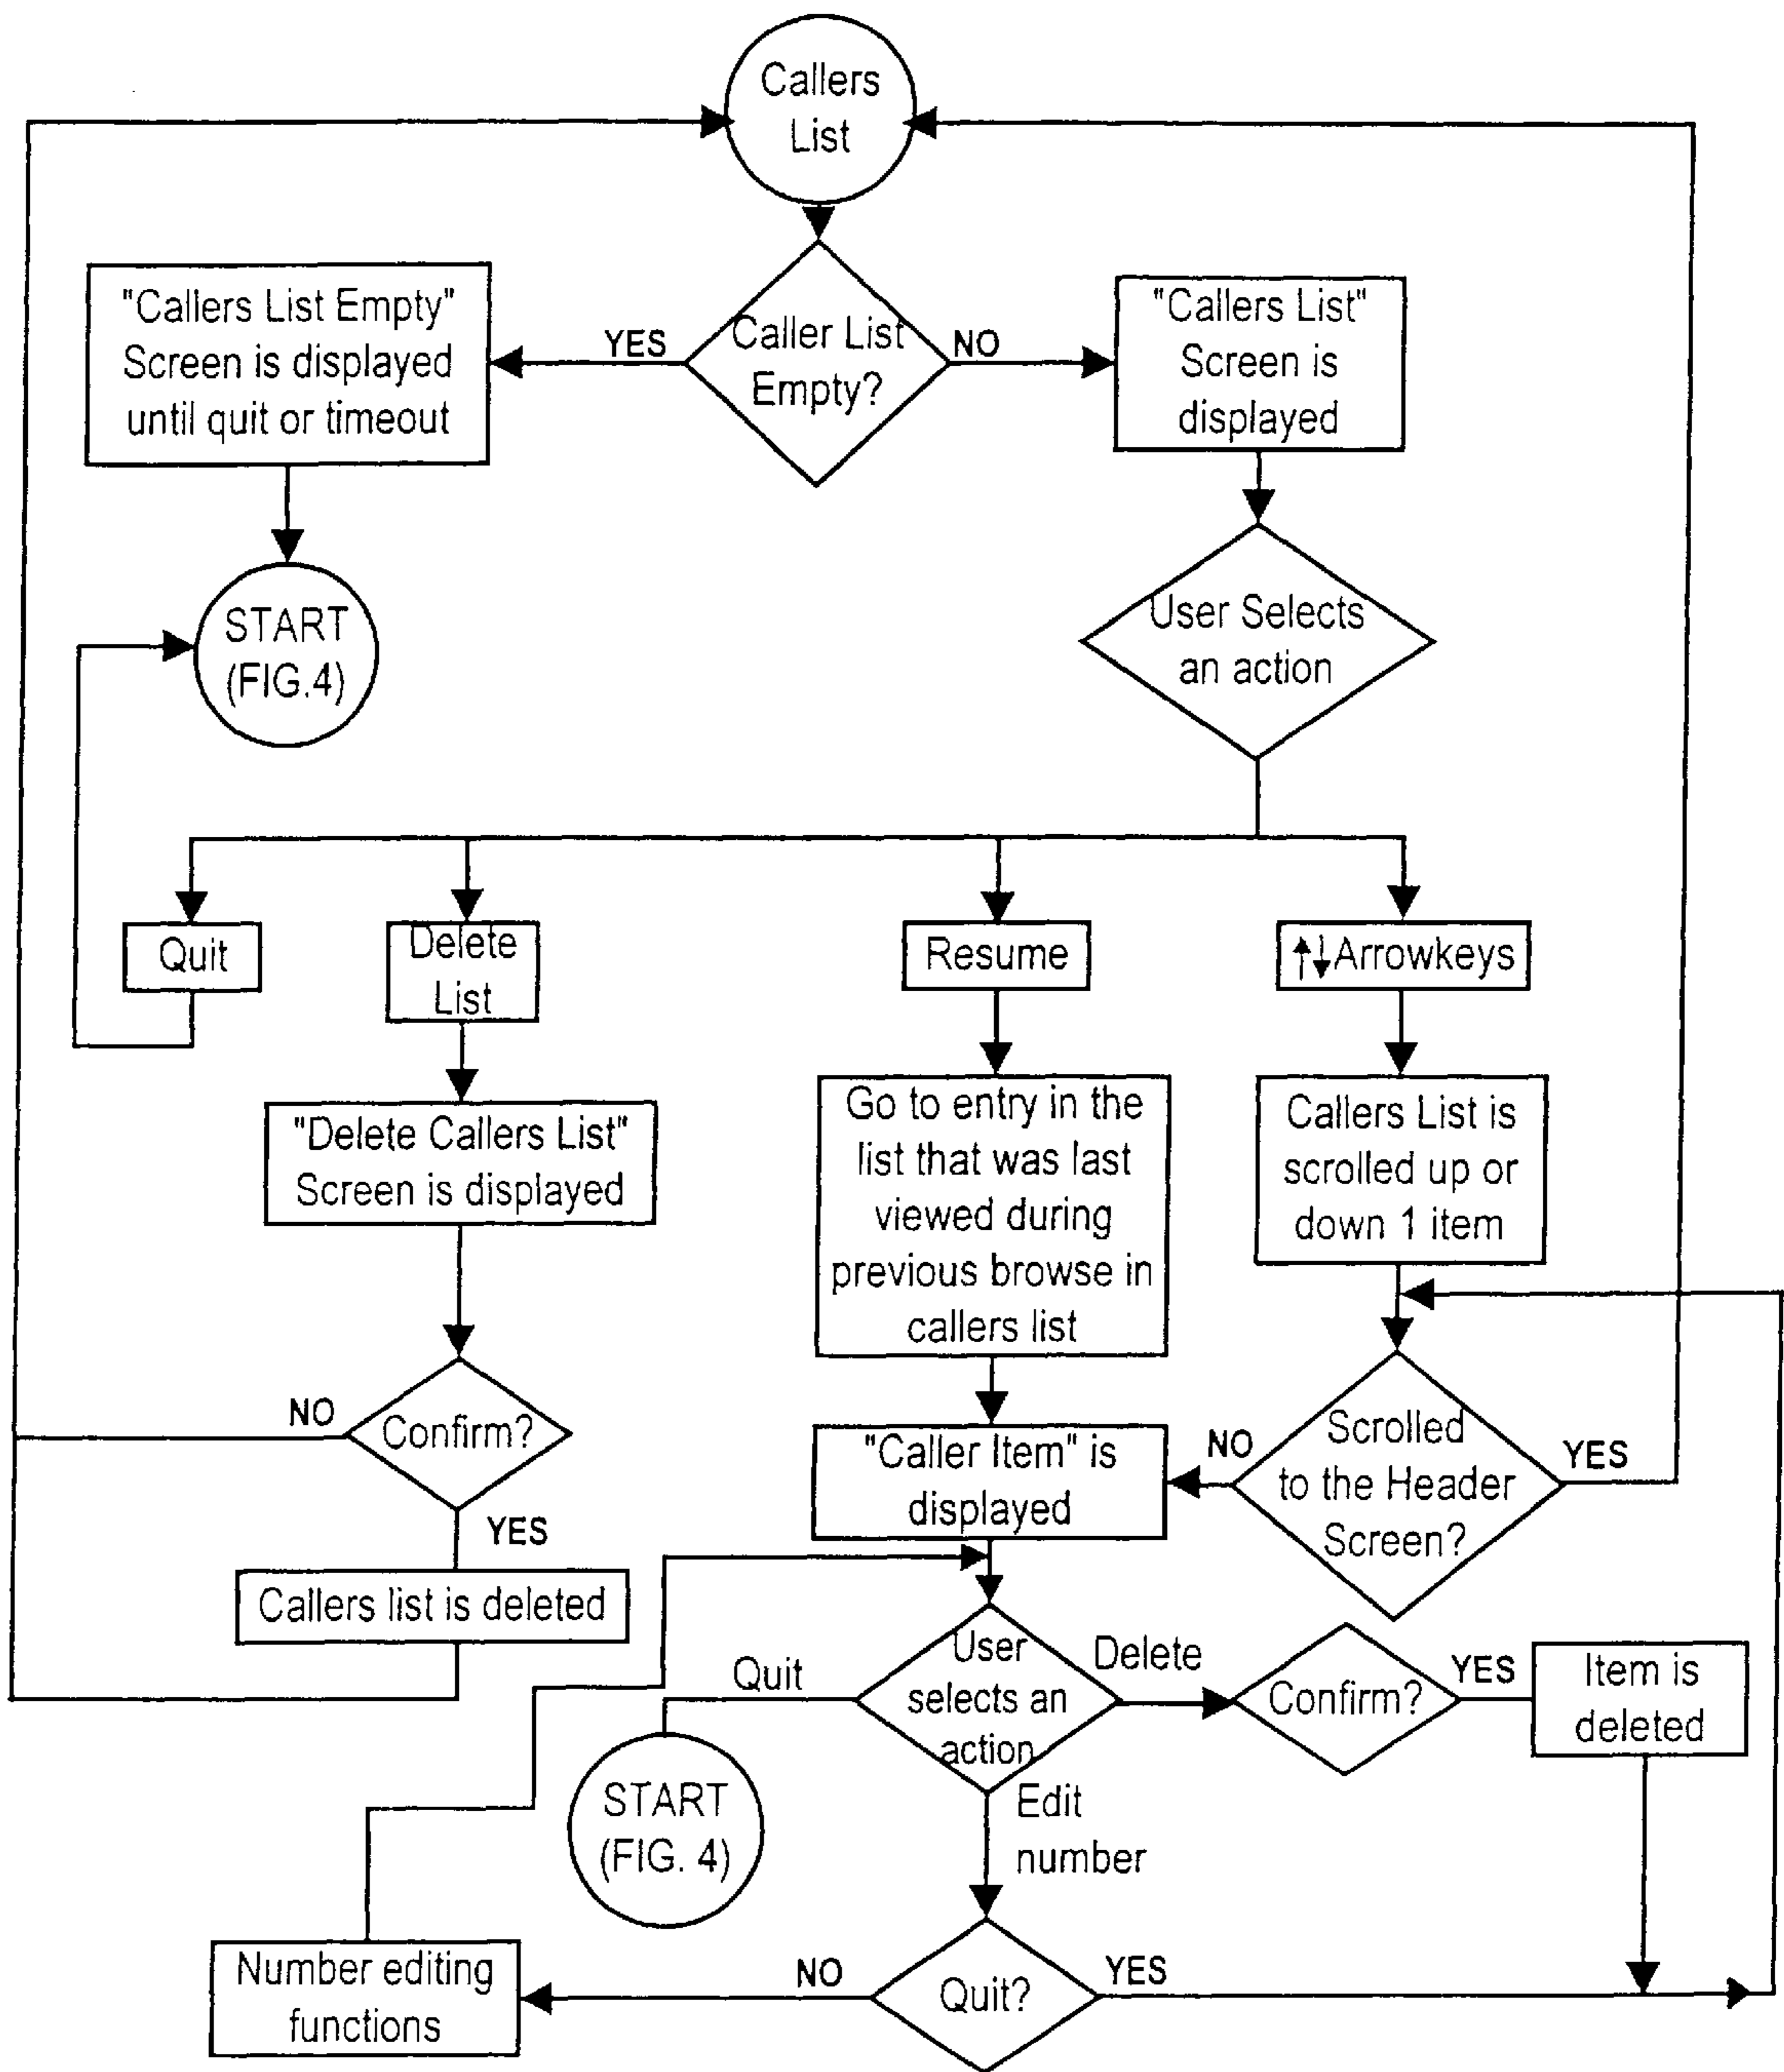 Callers
List
"Callers List Empty"
Screen is displayed
until quit or timeout
YES
Caller List
Empty?
NO
"Callers List"
Screen is
displayed
START
(FIG.4)
User Selects
an action
Quit
Delete
List
Resume
↑↓Arrowkeys
"Delete Callers List"
Screen is displayed
Go to entry in the
list that was last
viewed during
previous browse in
callers list
Callers List is
scrolled up or
down 1 item
NO
Confirm?
YES
Callers list is deleted
"Caller Item" is
displayed
NO
Scrolled
to the Header
Screen?
YES
Quit
User
selects an
action
Delete
Confirm?
YES
Item is
deleted
START
(FIG. 4)
Edit
number
Number editing
functions
NO
Quit?
YES